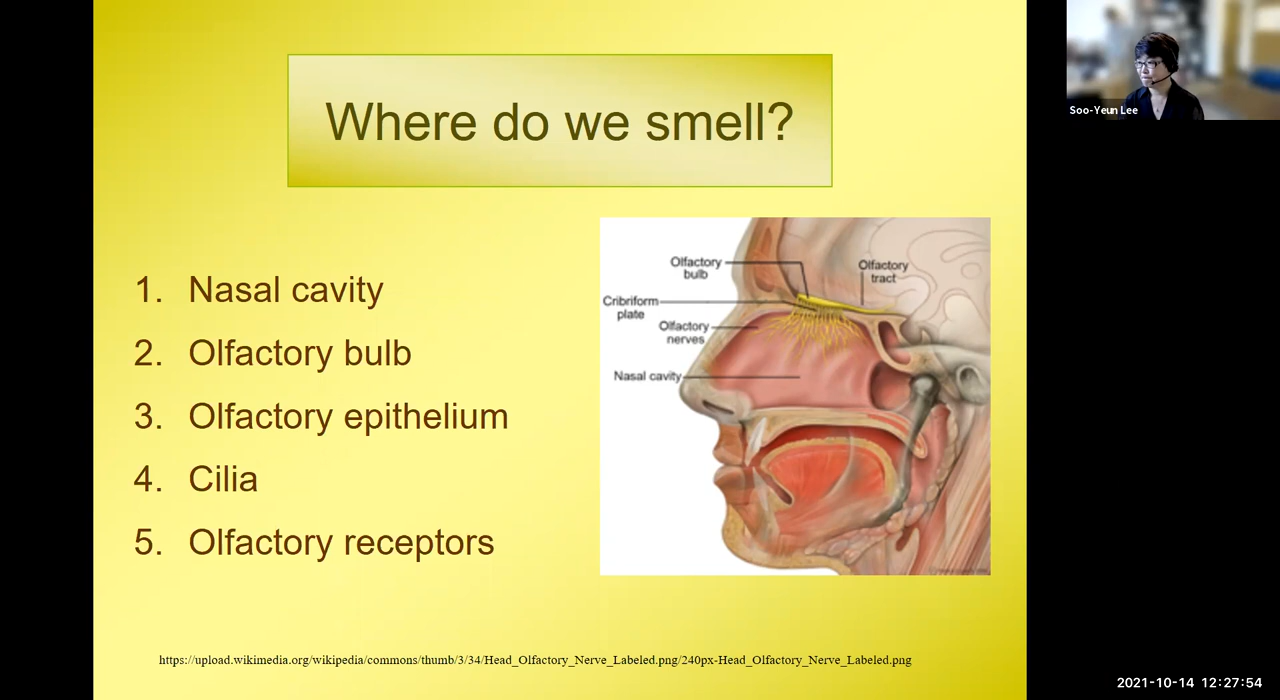 Where do we smell?
1. Nasal cavity
2. Olfactory bulb
3. Olfactory epithelium
4. Cilia
5. Olfactory receptors
Olfactory
bulb
Olfactory
tract
Cribriform
plate
Olfactory
nerves
Nasal cavity
https://upload.wikimedia.org/wikipedia/commons/thumb/3/34/Head_Olfactory_Nerve_Labeled.png/240px-Head_Olfactory_Nerve_Labeled.png
Soo-Yeun Lee
2021-10-14 12:27:54